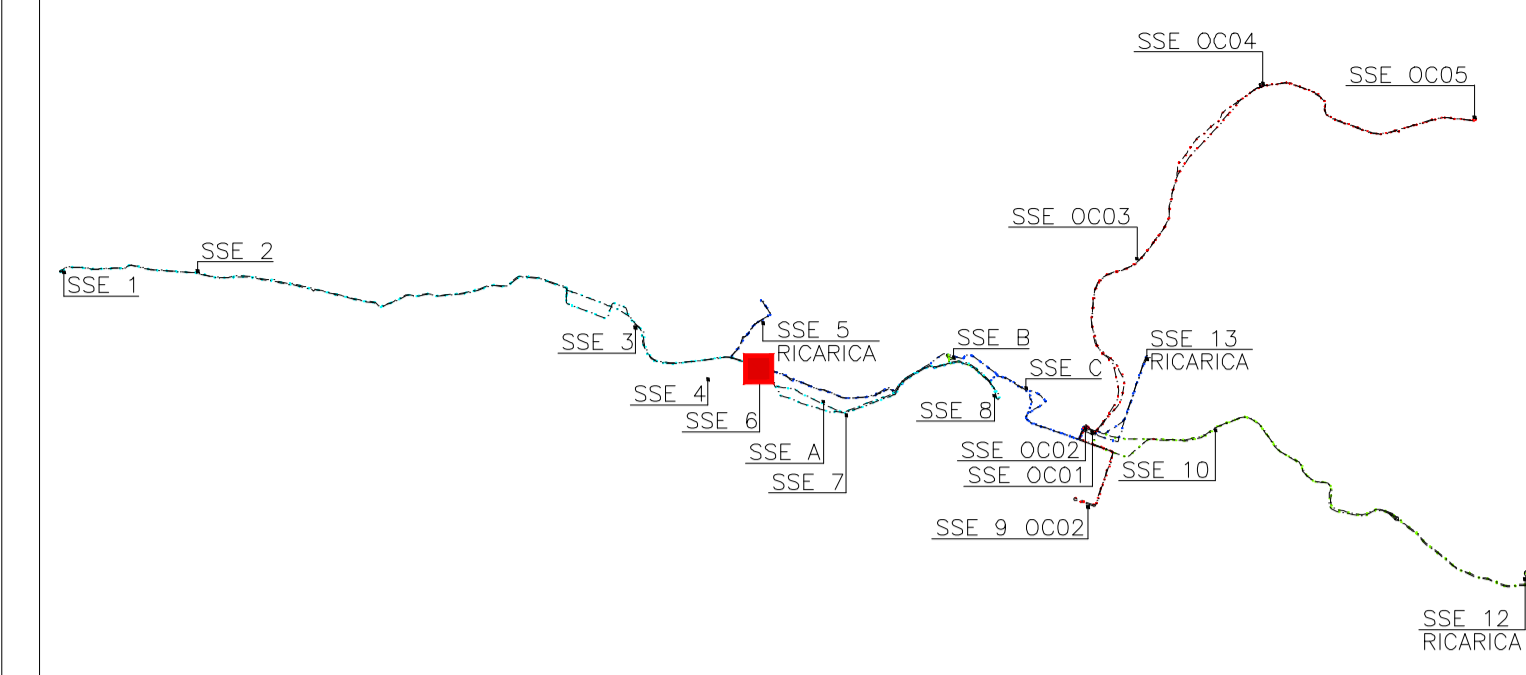 SSE OC04
SSE OC05
SSE OC03
SSE 2
SSE 1
SSE 3
SSE 5
RICARICA
SSE B
SSE 13
RICARICA
SSE C
SSE 4
SSE 6
SSE 8
SSE A
SSE OC02
SSE 7
SSE OC01
SSE 10
SSE 9 OC02
SSE 12
RICARICA